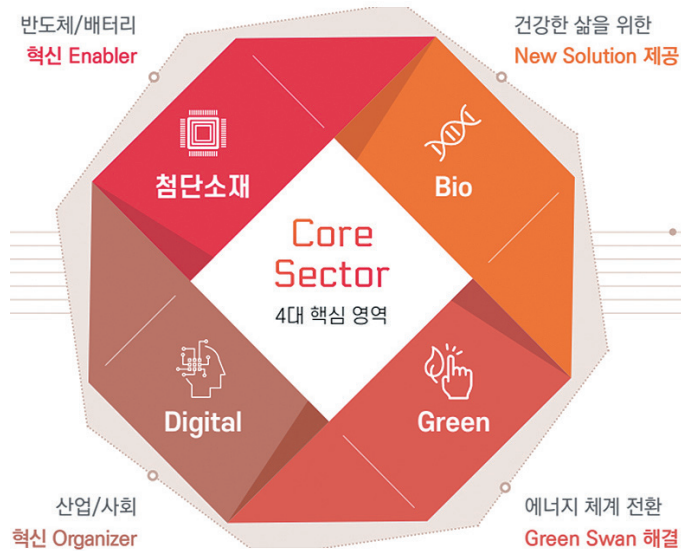 반도체/배터리
혁신 Enabler
건강한 삶을 위한
New Solution 제공
첨단소재
Bio
Core
Sector
4대 핵심 영역
Digital
Green
산업/사회
혁신 Organizer
에너지 체계 전환
Green Swan 해결